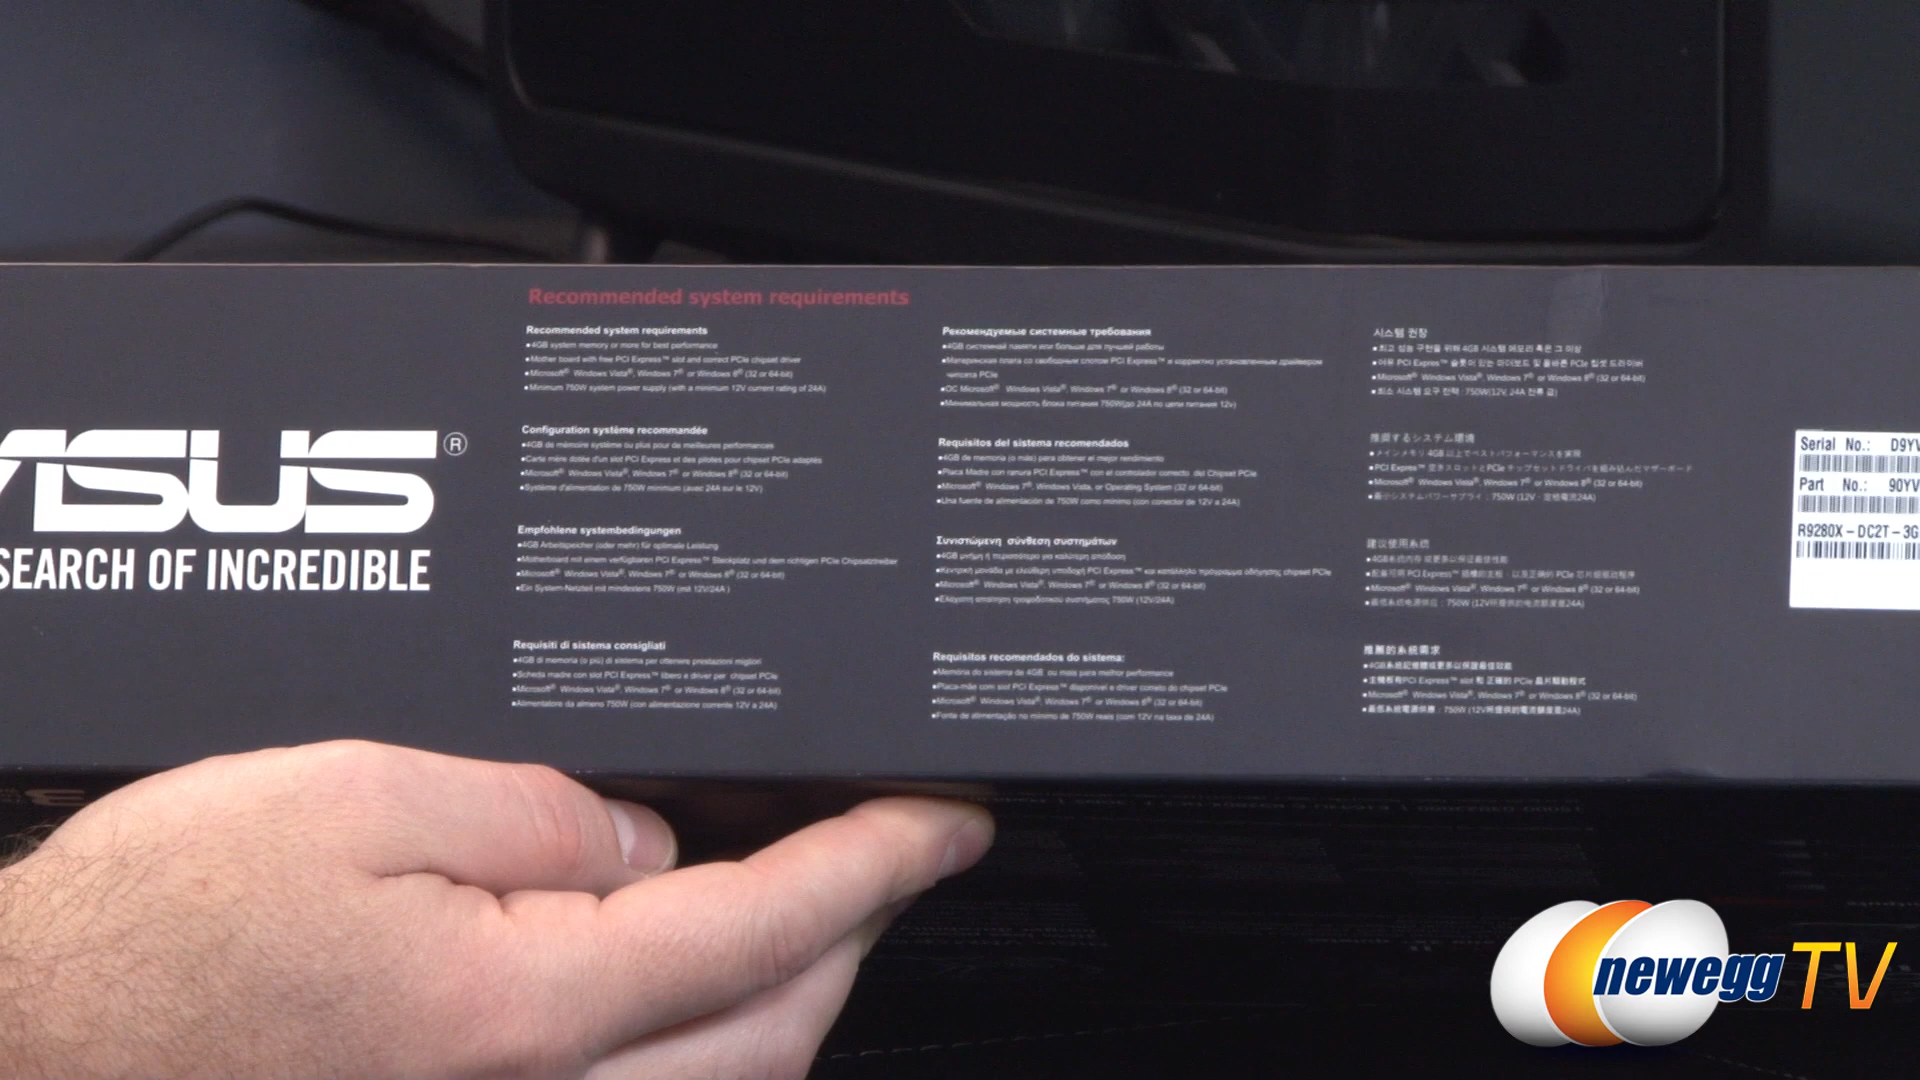 ASUS®
SEARCH OF INCREDIBLE
Recommended system requirements
Recommended system requirements
▪4GB system memory or more for best performance
▪Mother board with free PCI Express™ slot and correct PCIe chipset driver
▪Microsoft® Windows Vista®, Windows 7® or Windows 8® (32 or 64-bit)
▪Minimum 750W system power supply (with a minimum 12V current rating of 24A)
Configuration système recommandée
▪4GB de mémoire système ou plus pour de meilleures performances
▪Carte mère dotée d'un slot PCI Express et des pilotes pour chipset PCIe adaptés
▪Microsoft® Windows Vista®, Windows 7® or Windows 8® (32 or 64-bit)
▪Système d'alimentation de 750W minimum (avec 24A sur le 12V)
Empfohlene systembedingungen
▪4GB Arbeitspeicher (oder mehr) für optimale Leistung
▪Motherboard mit einem verfügbaren PCI Express™ Steckplatz und dem richtigen PCIe Chipsatztreiber
▪Microsoft® Windows Vista®, Windows 7® or Windows 8® (32 or 64-bit)
▪Ein System-Netzteil mit mindestens 750W (mit 12V/24A )
Requisiti di sistema consigliati
▪4GB di memoria (o più) di sistema per ottenere prestazioni migliori
▪Scheda madre con slot PCI Express™ libero e driver per chipset PCIe
▪Microsoft® Windows Vista®, Windows 7® or Windows 8® (32 or 64-bit)
▪Alimentatore da almeno 750W (con alimentazione corrente 12V a 24A)
Рекомендуемые системные требования
▪4GB системной памяти или больше для лучшей работы
▪Материнская плата со свободным слотом PCI Express™ и корректно установленным драйвером
чипсета PCIe
▪ОС Microsoft® Windows Vista®, Windows 7® or Windows 8® (32 or 64-bit)
▪Минимальная мощность блока питания 750W(до 24A по цепи питания 12v)
Requisitos del sistema recomendados
▪4GB de memoria (o más) para obtener el mejor rendimiento
▪Placa Madre con ranura PCI Express™ con el controlador correcto del Chipset PCIe
▪Microsoft® Windows 7®, Windows Vista, or Operating System (32 or 64-bit)
▪Una fuente de alimentación de 750W como mínimo (con conector de 12V a 24A)
Συνιστώμενη σύνθεση συστημάτων
▪4GB μνήμη ή περισσότερο για καλύτερη απόδοση
▪Κεντρική μονάδα με ελεύθερη υποδοχή PCI Express™ και κατάλληλο πρόγραμμα οδήγησης chipset PCIe
▪Microsoft® Windows Vista®, Windows 7® or Windows 8® (32 or 64-bit)
▪Ελάχιστη απαίτηση τροφοδοτικού συστήματος 750W (12V/24A)
Requisitos recomendados do sistema:
▪Memória do sistema de 4GB ou mais para melhor performance
▪Placa-mãe com slot PCI Express™ disponível e driver correto do chipset PCIe
▪Microsoft® Windows Vista®, Windows 7® or Windows 8® (32 or 64-bit)
▪Fonte de alimentação no mínimo de 750W reais (com 12V na taxa de 24A)
시스템 권장
▪최고 성능 구현을 위해 4GB 시스템 메모리 혹은 그 이상
▪여유 PCI Express™ 슬롯이 있는 마더보드 및 올바른 PCIe 칩셋 드라이버
▪Microsoft® Windows Vista®, Windows 7® or Windows 8® (32 or 64-bit)
▪최소 시스템 요구 전력 : 750W(12V, 24A 전류 값)
推奨するシステム環境
▪メインメモリ 4GB 以上でベストパフォーマンスを実現
▪PCI Express™ 空きスロットとPCIe チップセットドライバを組み込んだマザーボード
▪Microsoft® Windows Vista®, Windows 7® or Windows 8® (32 or 64-bit)
▪最小システムパワーサプライ : 750W (12V - 定格電流24A)
建议使用系统
▪4GB系统内存 或更多以保证最佳性能
▪配备可用 PCI Express™ 插槽的主板 , 以及正确的 PCIe 芯片组驱动程序
▪Microsoft® Windows Vista®, Windows 7® or Windows 8® (32 or 64-bit)
▪最低系统电源供应 : 750W (12V所提供的电流额度是24A)
推薦的系統需求
▪4GB系統記憶體或更多以保證最佳效能
▪主機板有PCI Express™ slot 和 正確的 PCIe 晶片驅動程式
▪Microsoft® Windows Vista®, Windows 7® or Windows 8® (32 or 64-bit)
▪最低系統電源供應 : 750W (12V所提供的電流額度是24A)
Serial No.: D9YV
Part No.: 90YV
R9280X-DC2T-3G
newegg TV